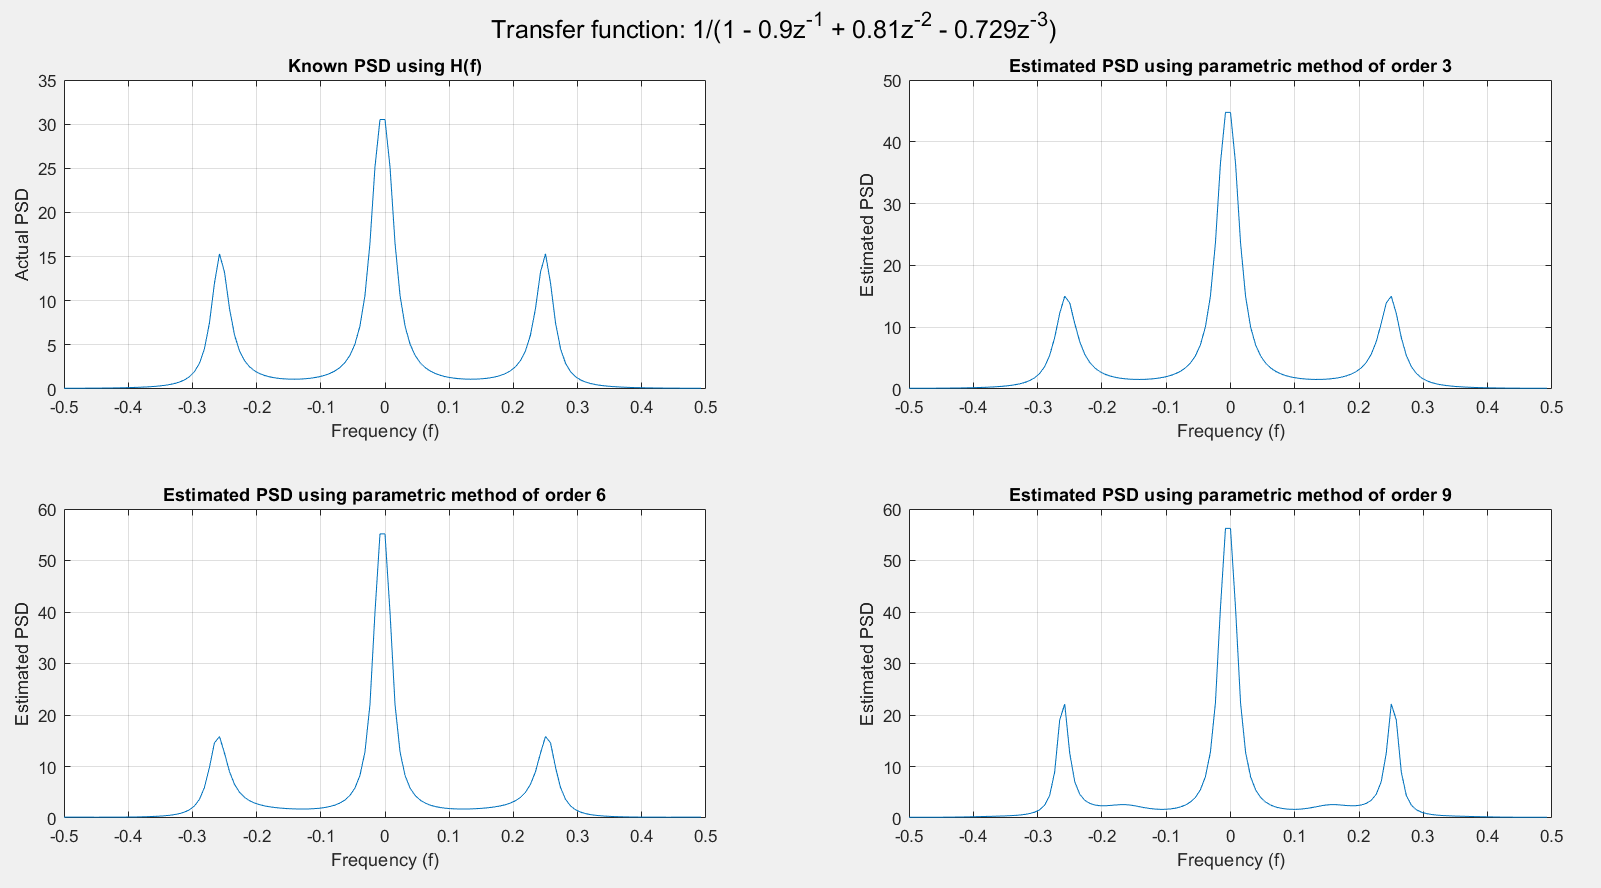 Transfer function: 1/(1 - 0.9z-1 + 0.81z-2 - 0.729z-3)
Known PSD using H(f)
Actual PSD
35
30
25
20
15
10
5
0
-0.5 -0.4 -0.3 -0.2 -0.1 0 0.1 0.2 0.3 0.4 0.5
Frequency (f)
Estimated PSD using parametric method of order 3
Estimated PSD
50
40
30
20
10
0
-0.5 -0.4 -0.3 -0.2 -0.1 0 0.1 0.2 0.3 0.4 0.5
Frequency (f)
Estimated PSD using parametric method of order 6
Estimated PSD
60
50
40
30
20
10
0
-0.5 -0.4 -0.3 -0.2 -0.1 0 0.1 0.2 0.3 0.4 0.5
Frequency (f)
Estimated PSD using parametric method of order 9
Estimated PSD
60
50
40
30
20
10
0
-0.5 -0.4 -0.3 -0.2 -0.1 0 0.1 0.2 0.3 0.4 0.5
Frequency (f)